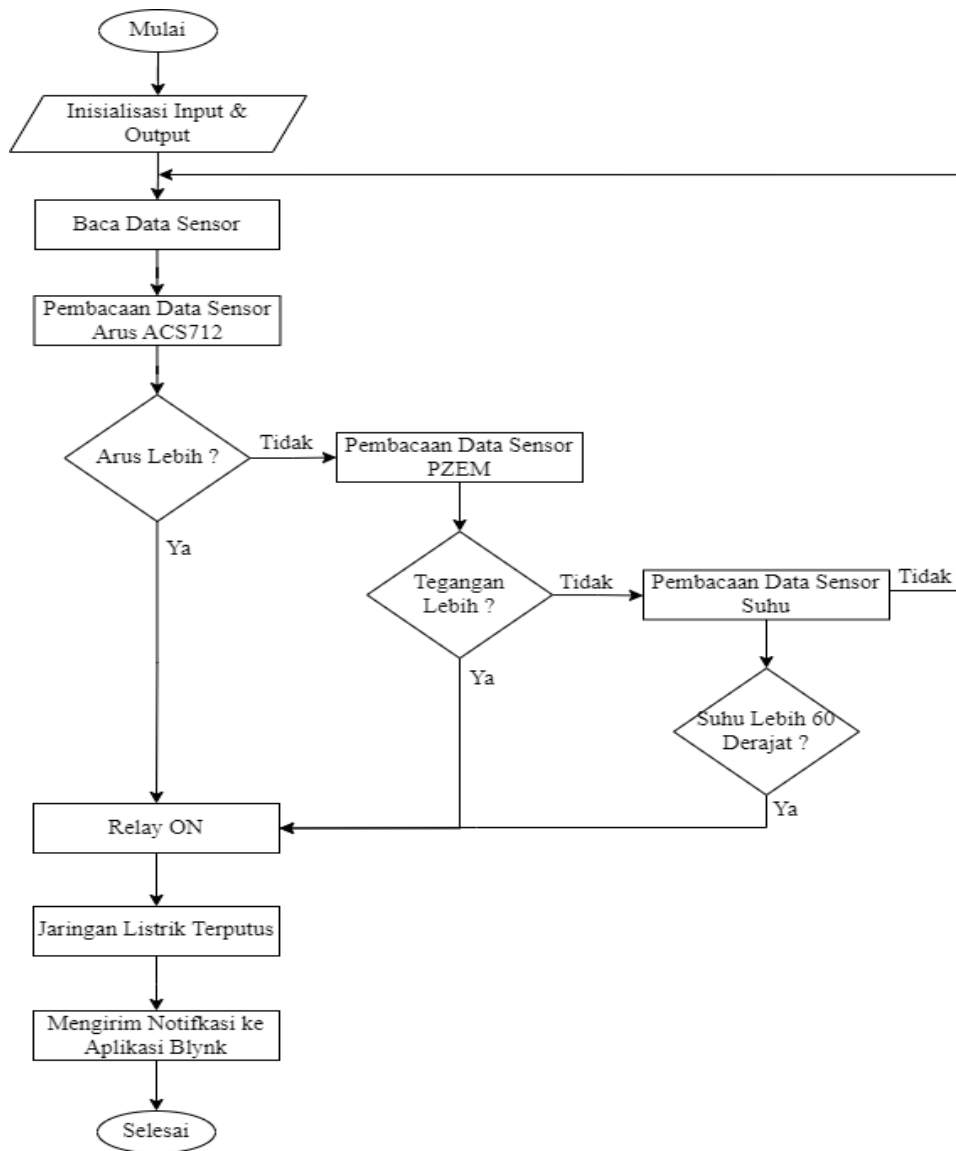 Mulai
Inisialisasi Input &
Output
Baca Data Sensor
Pembacaan Data Sensor
Arus ACS712
Arus Lebih ?
Tidak
Pembacaan Data Sensor
PZEM
Ya
Tegangan
Lebih ?
Tidak
Pembacaan Data Sensor
Suhu
Tidak
Ya
Suhu Lebih 60
Derajat ?
Ya
Relay ON
Jaringan Listrik Terputus
Mengirim Notifkasi ke
Aplikasi Blynk
Selesai